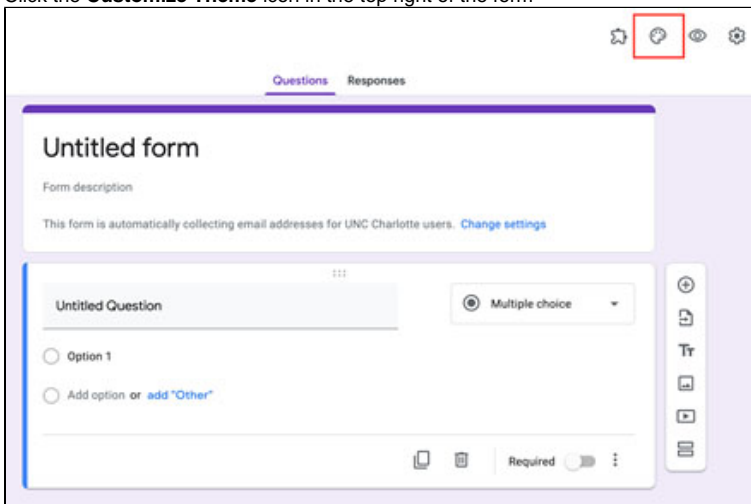 Click the Customize Theme icon in the top right of the form
Questions Responses
Untitled form
Form description
This form is automatically collecting email addresses for UNC Charlotte users. Change settings
Untitled Question
Multiple choice
Option 1
Add option or add "Other"
Tт
Required